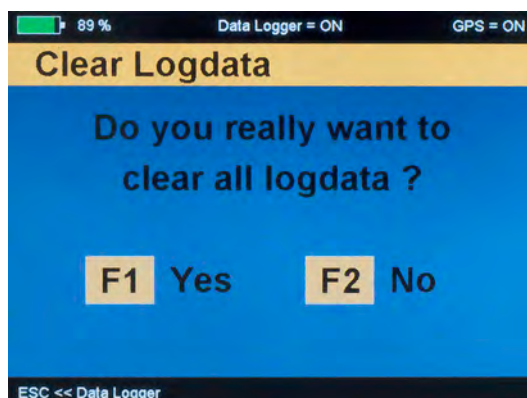 89 % Data Logger = ON GPS = ON
Clear Logdata
Do you really want to
clear all logdata ?
F1 Yes F2 No
ESC << Data Logger